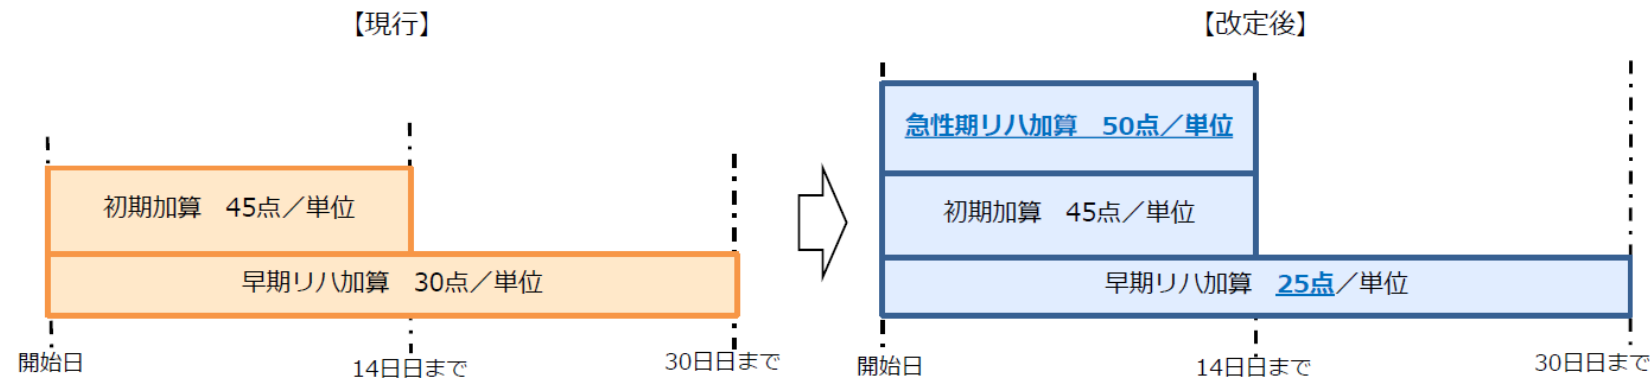 【現行】
初期加算　45点／単位
早期リハ加算　30点／単位
開始日
14日目まで
30日目まで
【改定後】
急性期リハ加算　50点／単位
初期加算　45点／単位
早期リハ加算　25点／単位
開始日
14日目まで
30日目まで